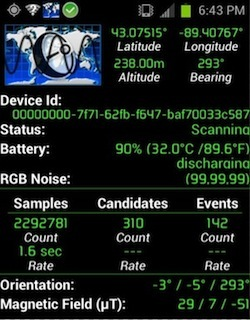 6:43 PM
43.07515° -89.40767°
Latitude Longitude
238.00m 293°
Altitude Bearing
Device Id:
00000000-7f71-62fb-f647-baf70033c587
Status: Scanning
Battery: 90% (32.0°C /89.6°F)
discharging
RGB Noise: (99,99,99)
Samples Candidates Events
2292781 310 142
Count Count Count
1.6 sec --- ---
Rate Rate Rate
Orientation: -3° / -5° / 293°
Magnetic Field (µT): 29 / 7 / -51